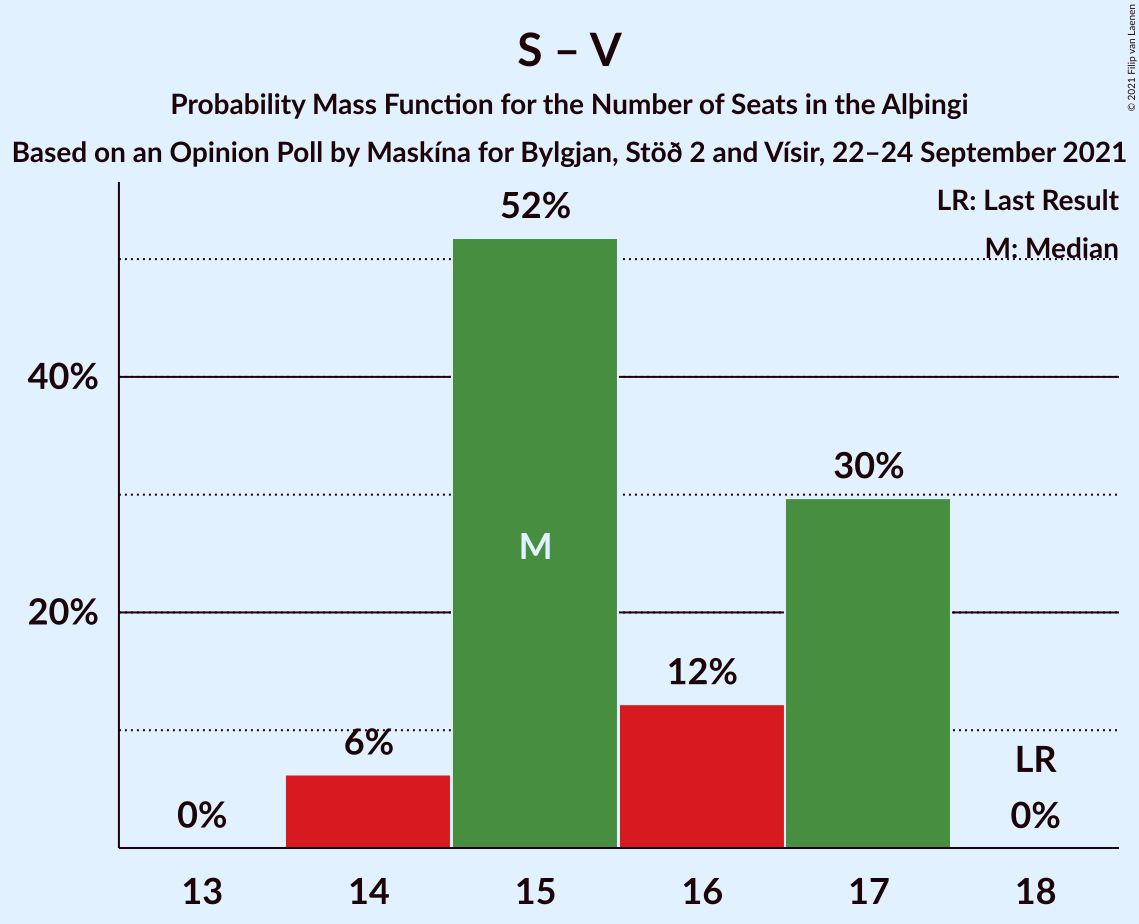 S – V
Probability Mass Function for the Number of Seats in the Alþingi
Based on an Opinion Poll by Maskína for Bylgjan, Stöð 2 and Vísir, 22–24 September 2021
© 2021 Filip van Laenen
LR: Last Result
M: Median
52%
40%
30%
M
20%
12%
6%
LR
0%
0%
13 14 15 16 17 18